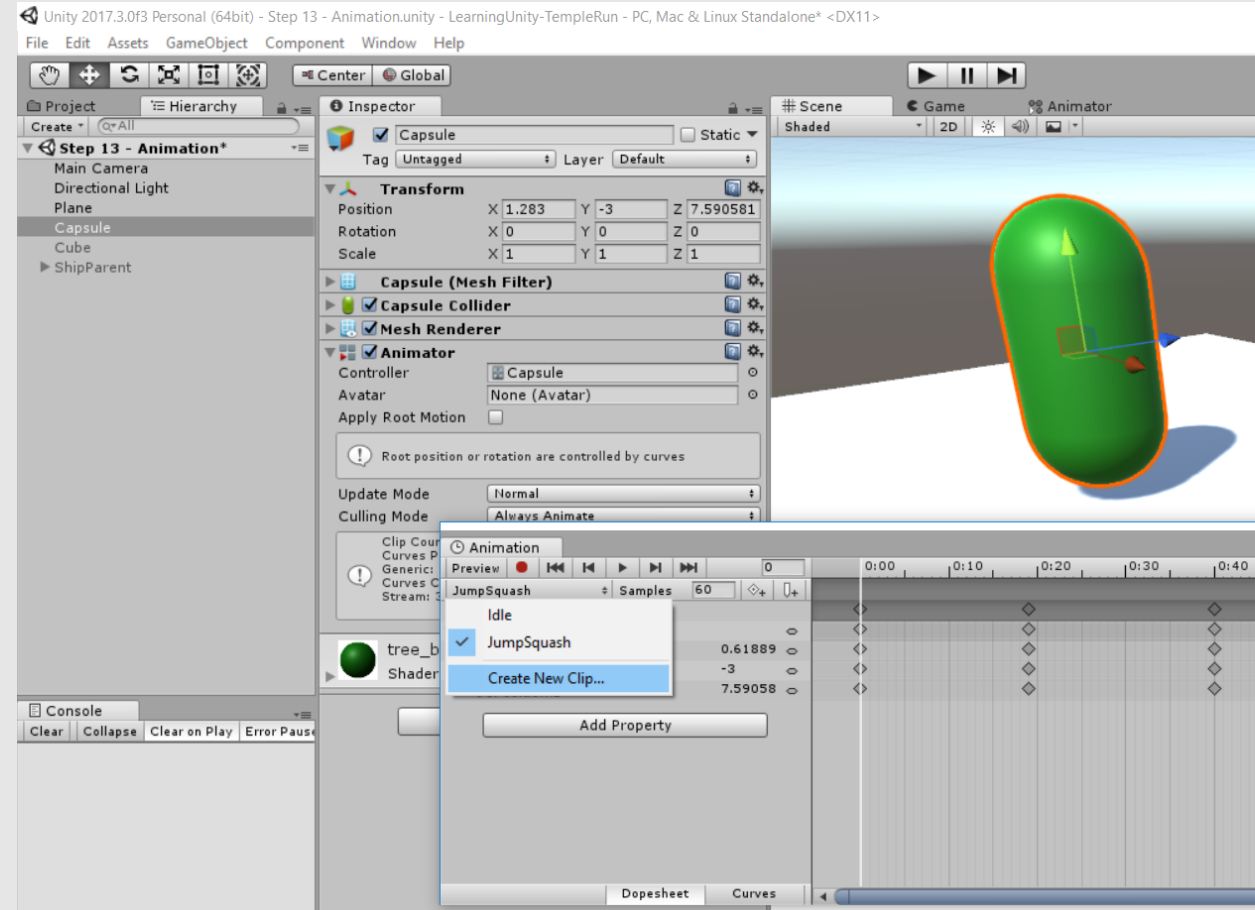 Unity 2017.3.0f3 Personal (64bit) - Step 13 - Animation.unity - LearningUnity-TempleRun - PC, Mac & Linux Standalone* <DX11>
File Edit Assets GameObject Component Window Help
Center Global
Project Hierarchy
Create All
Step 13 - Animation*
Main Camera
Directional Light
Plane
Capsule
Cube
ShipParent
Inspector
Capsule Static
Tag Untagged Layer Default
Transform
Position X 1.283 Y -3 Z 7.590581
Rotation X 0 Y 0 Z 0
Scale X 1 Y 1 Z 1
Capsule (Mesh Filter)
Capsule Collider
Mesh Renderer
Animator
Controller Capsule
Avatar None (Avatar)
Apply Root Motion
Root position or rotation are controlled by curves
Update Mode Normal
Culling Mode Always Animate
Clip Cour
Curves P
Generic:
Curves C
Stream: 3
tree_b
Shader
Scene Game Animator
Shaded 2D
Animation
Preview 0
JumpSquash Samples 60
Idle
JumpSquash
Create New Clip...
0.61889
-3
7.59058
Add Property
Dopesheet Curves
0:00 0:10 0:20 0:30 0:40
Console
Clear Collapse Clear on Play Error Paus